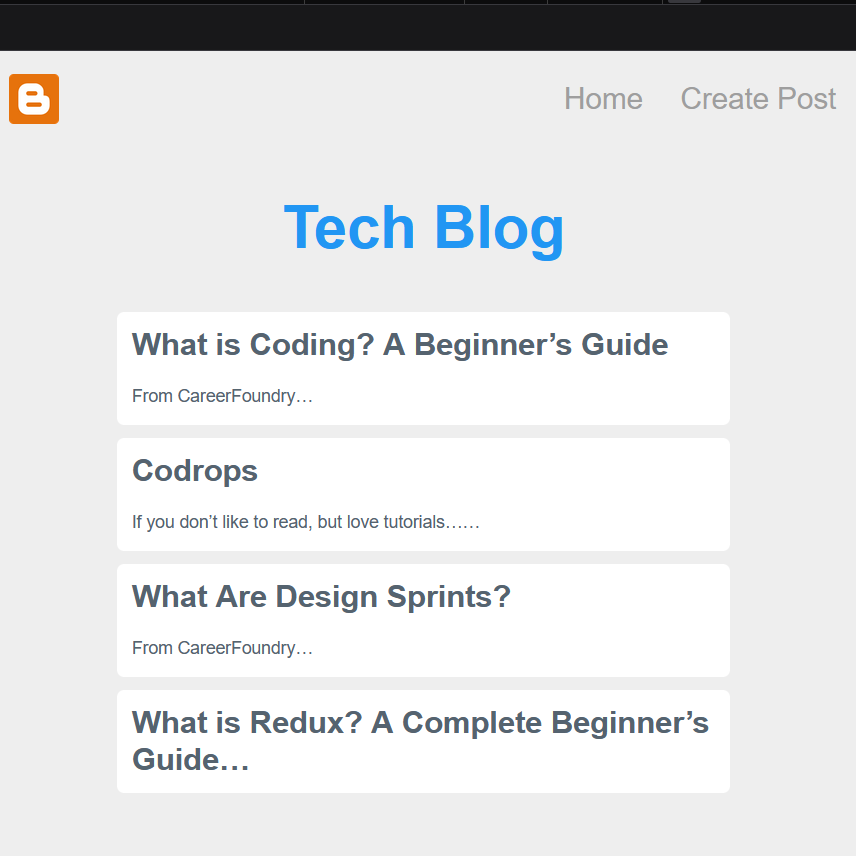 Home Create Post
Tech Blog
What is Coding? A Beginner’s Guide
From CareerFoundry…
Codrops
If you don’t like to read, but love tutorials……
What Are Design Sprints?
From CareerFoundry…
What is Redux? A Complete Beginner’s
Guide…